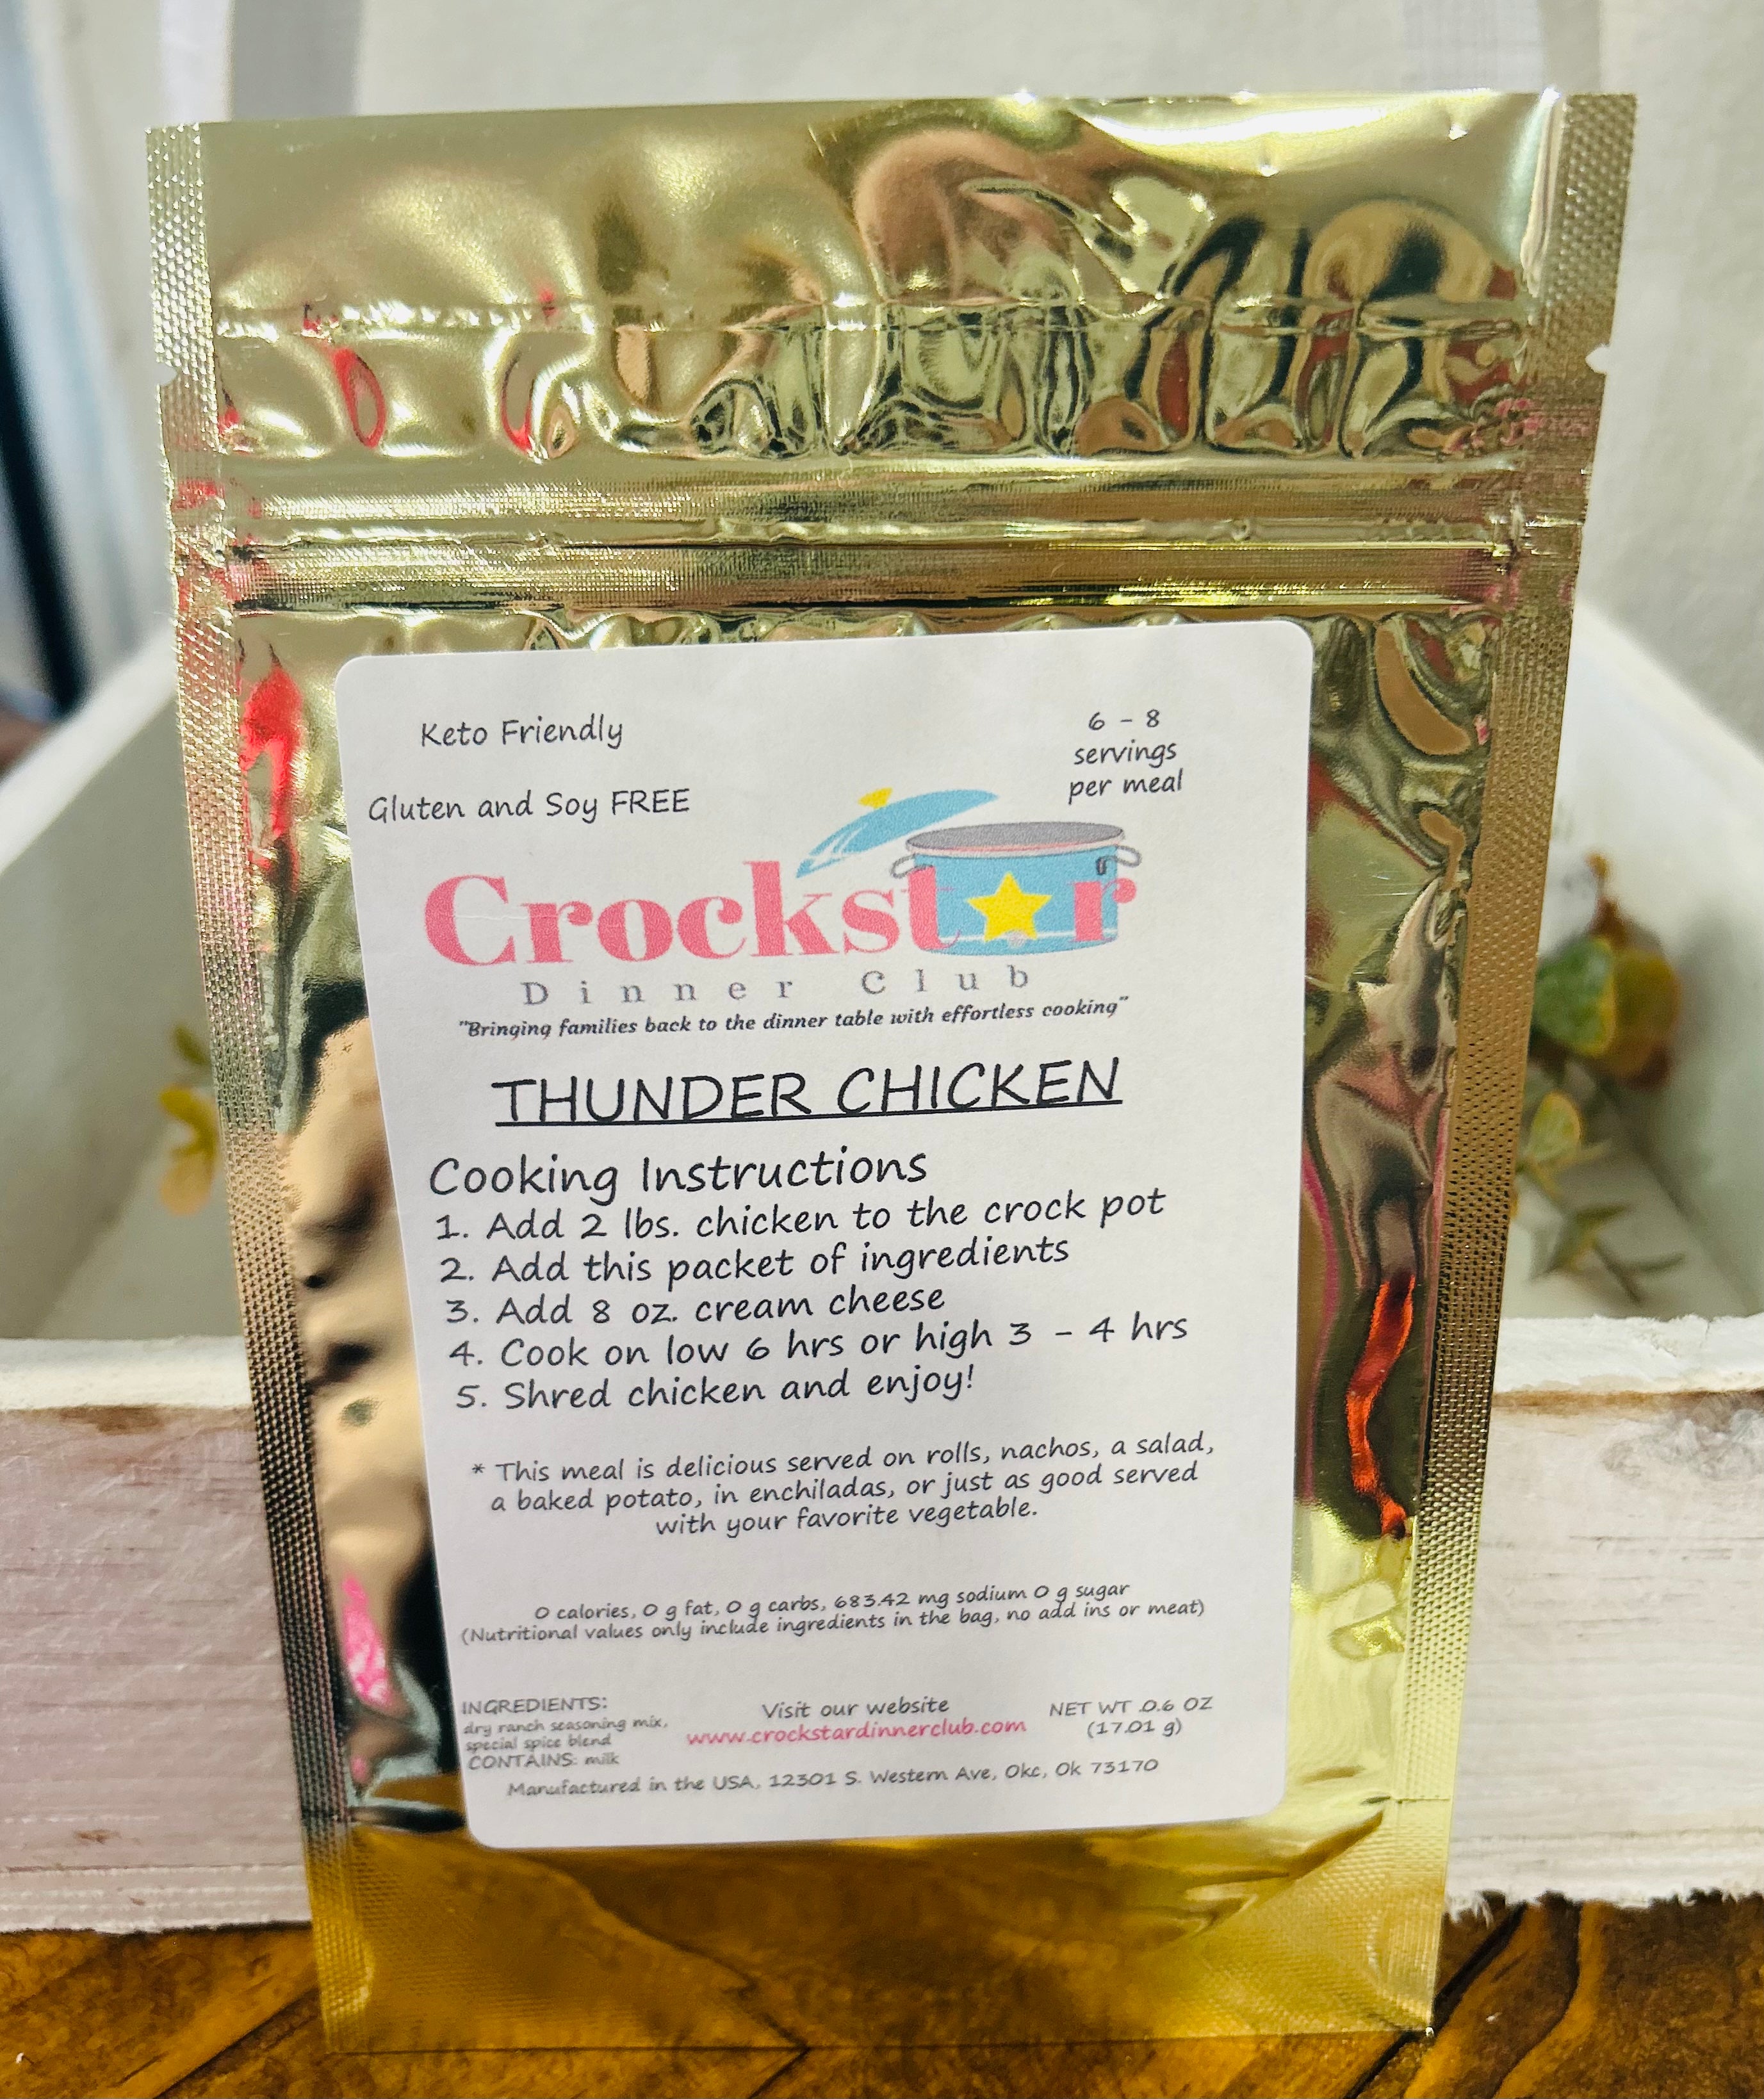 Keto Friendly
Gluten and Soy FREE
6 - 8
servings
per meal
Crockstar
Dinner Club
"Bringing families back to the dinner table with effortless cooking"
THUNDER CHICKEN
Cooking Instructions
1. Add 2 lbs. chicken to the crock pot
2. Add this packet of ingredients
3. Add 8 oz. cream cheese
4. Cook on low 6 hrs or high 3 - 4 hrs
5. Shred chicken and enjoy!
* This meal is delicious served on rolls, nachos, a salad,
a baked potato, in enchiladas, or just as good served
with your favorite vegetable.
0 calories, 0 g fat, 0 g carbs, 683.42 mg sodium 0 g sugar
(Nutritional values only include ingredients in the bag, no add ins or meat)
INGREDIENTS:
dry ranch seasoning mix,
special spice blend
CONTAINS: milk
Visit our website
www.crockstardinnerclub.com
NET WT .0.6 OZ
(17.01 g)
Manufactured in the USA, 12301 S. Western Ave, Okc, Ok 73170